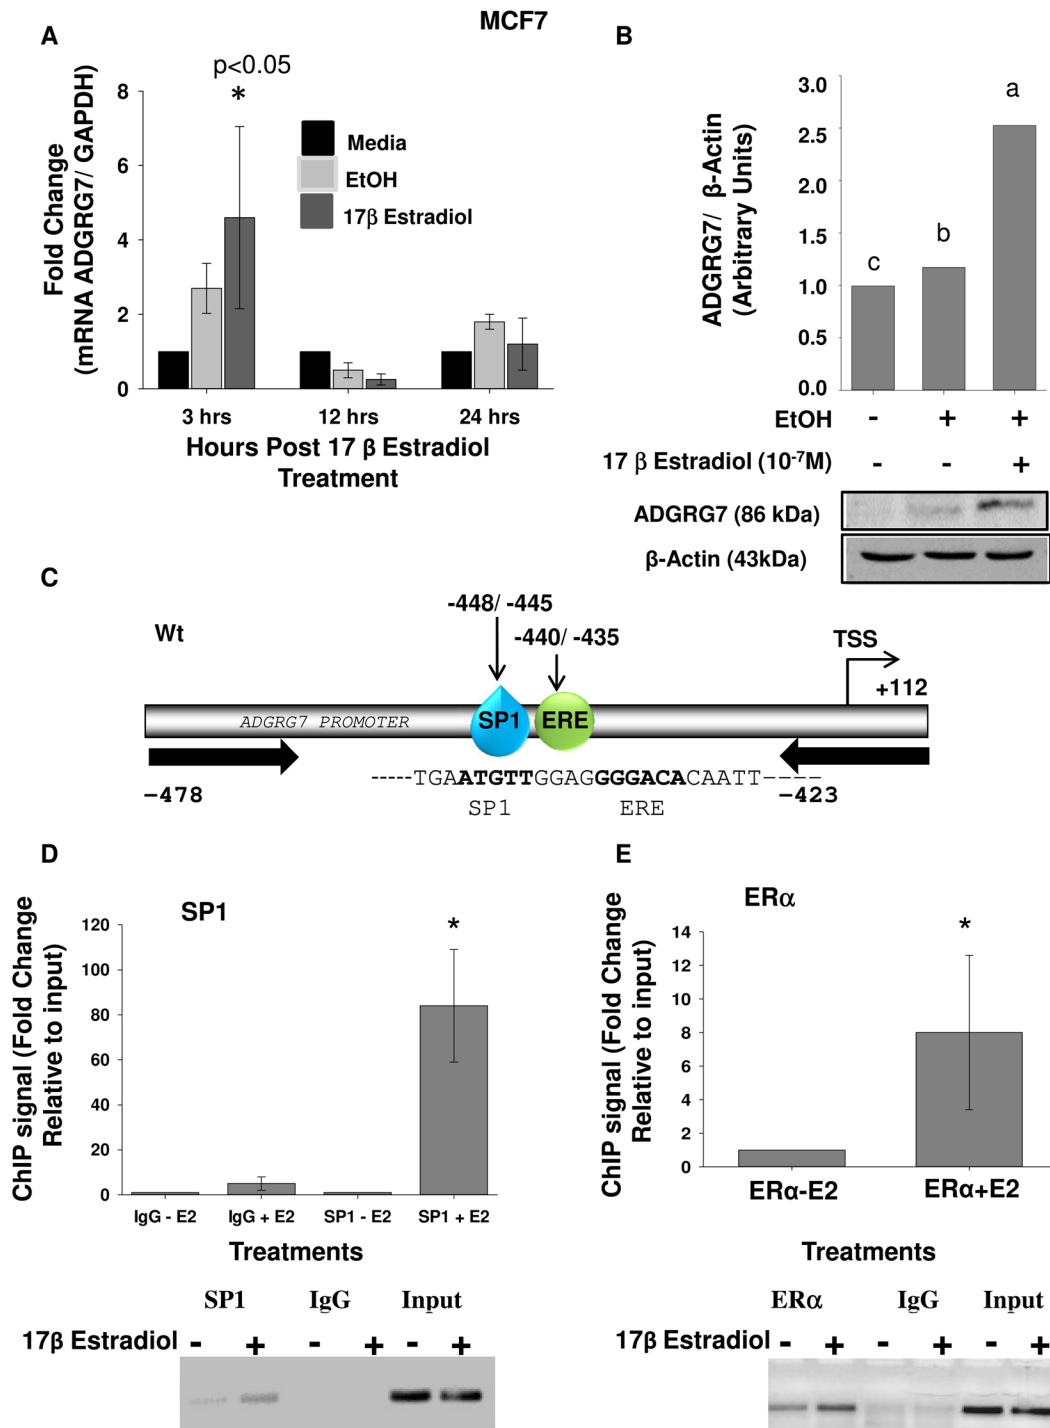 MCF7
A
p<0.05
*
Fold Change
(mRNA ADGRG7/ GAPDH)
8
6
4
2
0
Media
EtOH
17β Estradiol
3 hrs 12 hrs 24 hrs
Hours Post 17 β Estradiol
Treatment
B
ADGRG7/ β-Actin
(Arbitrary Units)
3.0
2.5
2.0
1.5
1.0
0.5
0.0
c b a
EtOH - + +
17 β Estradiol (10-7M) - - +
ADGRG7 (86 kDa)
β-Actin (43kDa)
C
Wt
-448/ -445
-440/ -435
TSS
+112
ADGRG7 PROMOTER
SP1
ERE
-----TGAATGTTGGAGGGGACACAATT----
−478
−423
SP1 ERE
D
SP1
ChIP signal (Fold Change
Relative to input)
120
100
80
60
40
20
0
*
IgG - E2 IgG + E2 SP1 - E2 SP1 + E2
Treatments
SP1 IgG Input
17β Estradiol - + - + - +
E
ERα
ChIP signal (Fold Change
Relative to input)
14
12
10
8
6
4
2
0
*
ERα-E2 ERα+E2
Treatments
ERα IgG Input
17β Estradiol - + - + - +